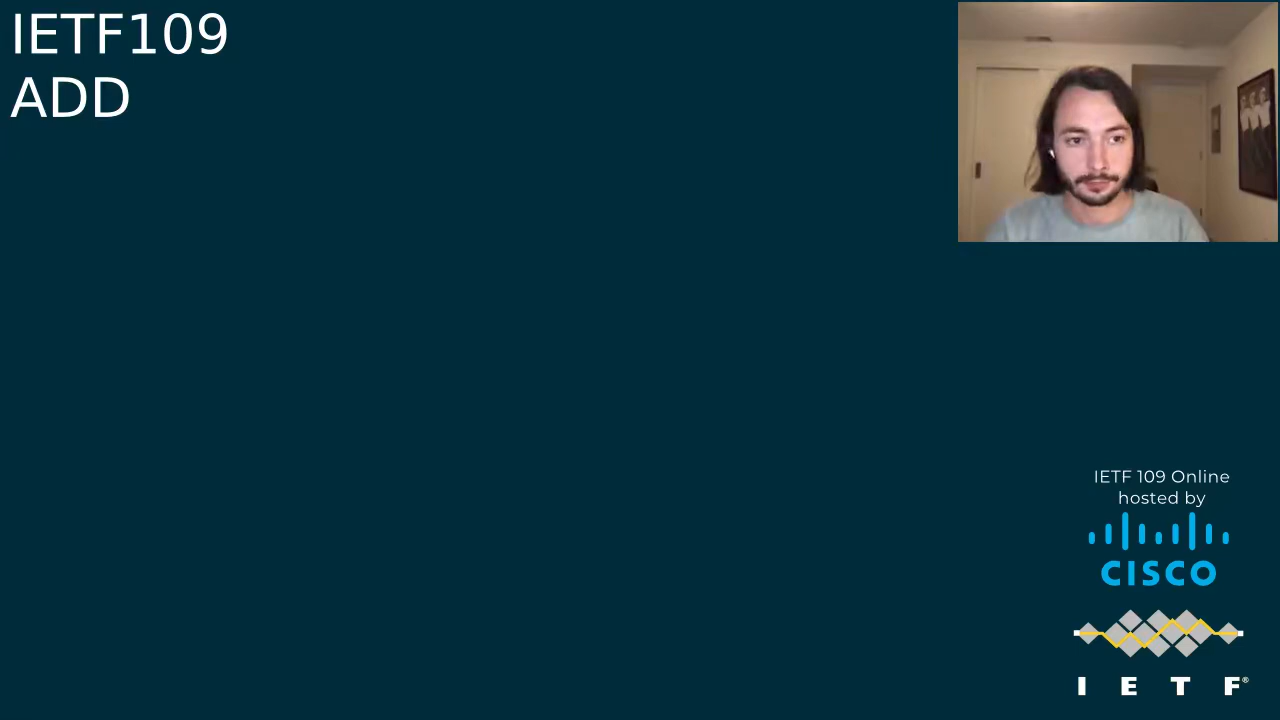 IETF109
ADD
IETF 109 Online
hosted by
CISCO
I E T F®